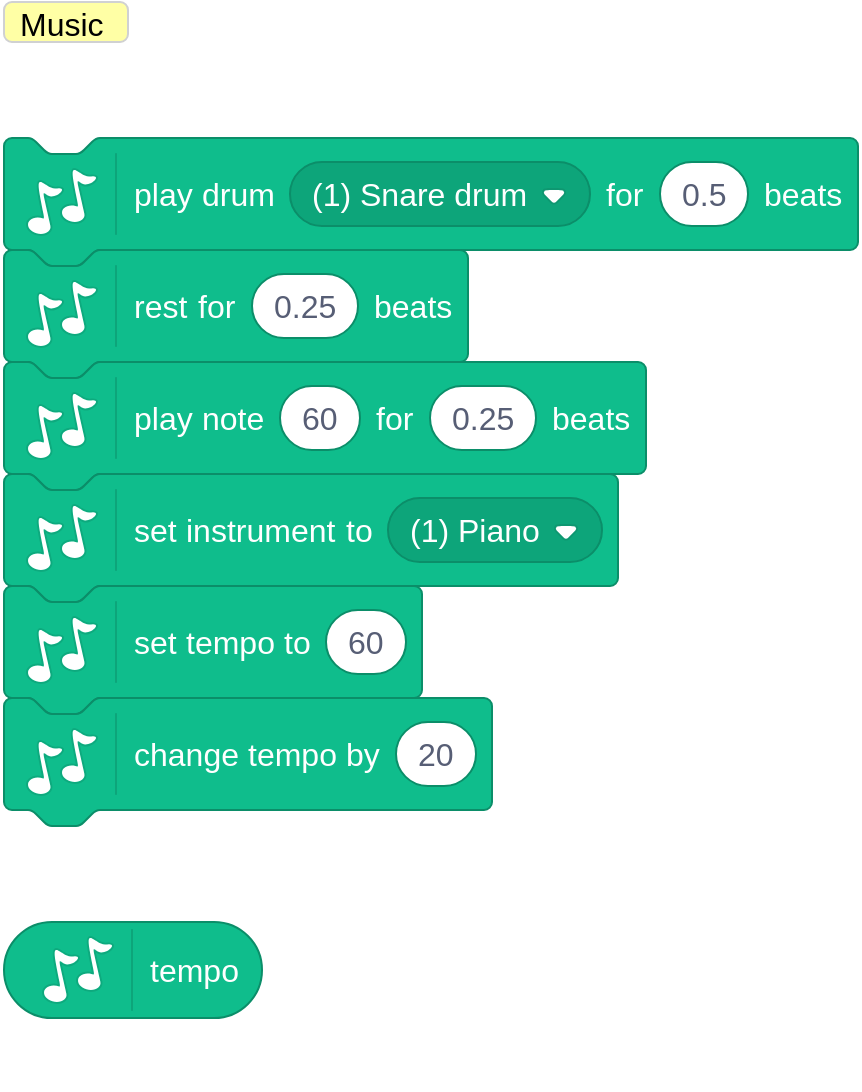 Music
play drum (1) Snare drum for 0.5 beats
rest for 0.25 beats
play note 60 for 0.25 beats
set instrument to (1) Piano
set tempo to 60
change tempo by 20
tempo